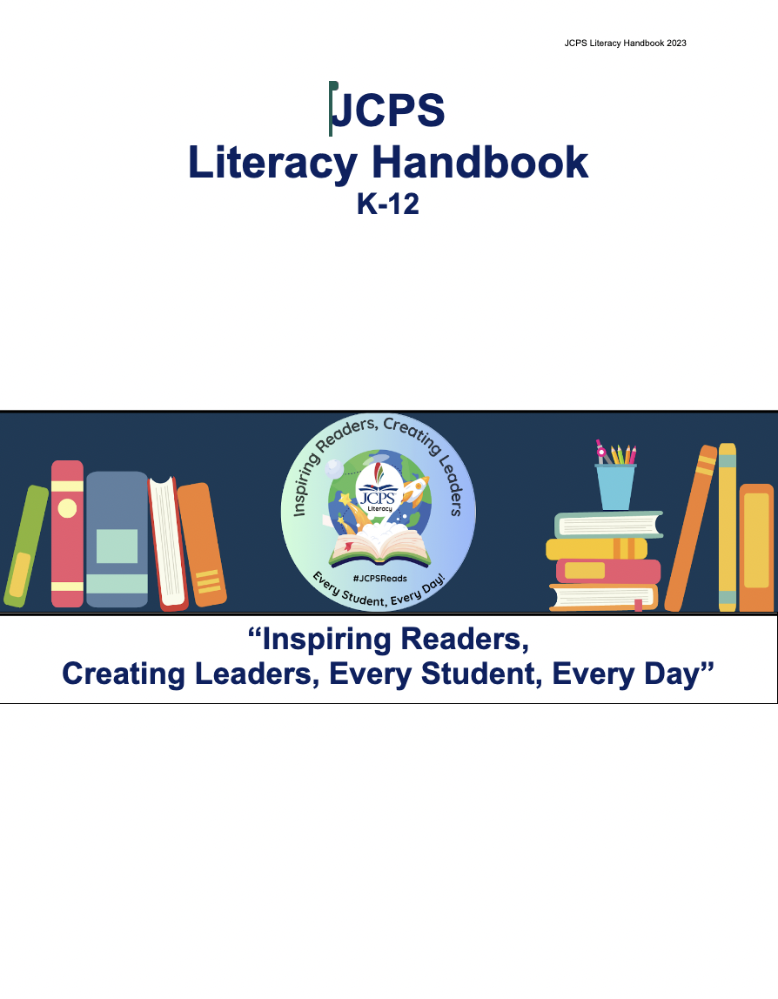 JCPS Literacy Handbook 2023
JCPS
Literacy Handbook
K-12
Inspiring Readers, Creating Leaders
JCPS
Literacy
#JCPSReads
Every Student, Every Day!
“Inspiring Readers,
Creating Leaders, Every Student, Every Day”